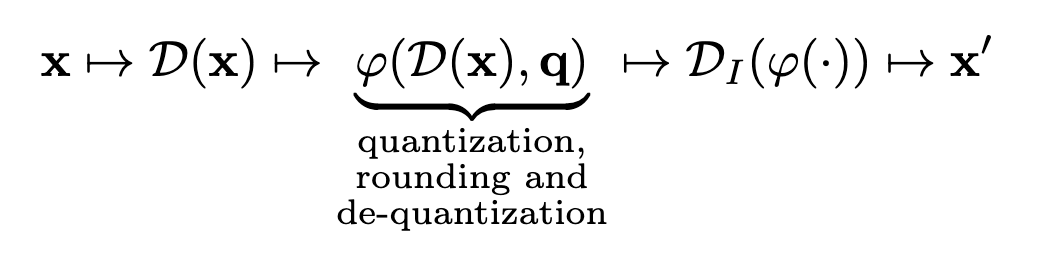 𝐱 ↦ 𝒟(𝐱) ↦ φ(𝒟(𝐱), 𝐪) ↦ 𝒟_I(φ(·)) ↦ 𝐱′
quantization,
rounding and
de-quantization